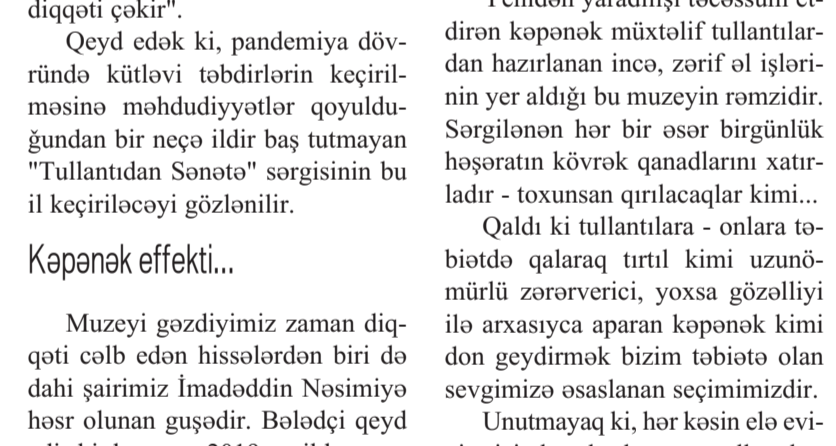 diqqəti çəkir".
Qeyd edək ki, pandemiya döv-
ründə kütləvi təbdirlərin keçiril-
məsinə məhdudiyyətlər qoyuldu-
ğundan bir neçə ildir baş tutmayan
"Tullantıdan Sənətə" sərgisinin bu
il keçiriləcəyi gözlənilir.
Kəpənək effekti...
Muzeyi gəzdiyimiz zaman diq-
qəti cəlb edən hissələrdən biri də
dahi şairimiz İmadəddin Nəsimiyə
həsr olunan guşədir. Bələdçi qeyd
dirən kəpənək müxtəlif tullantılar-
dan hazırlanan incə, zərif əl işləri-
nin yer aldığı bu muzeyin rəmzidir.
Sərgilənən hər bir əsər birgünlük
həşəratın kövrək qanadlarını xatır-
ladır - toxunsan qırılacaqlar kimi...
Qaldı ki tullantılara - onlara tə-
biətdə qalaraq tırtıl kimi uzunö-
mürlü zərərverici, yoxsa gözəlliyi
ilə arxasıyca aparan kəpənək kimi
don geydirmək bizim təbiətə olan
sevgimizə əsaslanan seçimimizdir.
Unutmayaq ki, hər kəsin elə evi-